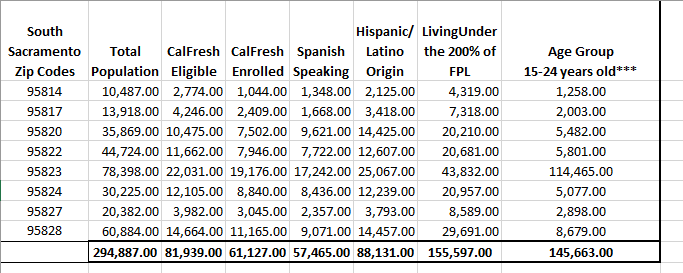 South Sacramento Zip Codes Total Population CalFresh Eligible CalFresh Enrolled Spanish Speaking Hispanic/ Latino Origin LivingUnder the 200% of FPL Age Group 15-24 years old***
95814 10,487.00 2,774.00 1,044.00 1,348.00 2,125.00 4,319.00 1,258.00
95817 13,918.00 4,246.00 2,409.00 1,668.00 3,418.00 7,318.00 2,003.00
95820 35,869.00 10,475.00 7,502.00 9,621.00 14,425.00 20,210.00 5,482.00
95822 44,724.00 11,662.00 7,946.00 7,722.00 12,607.00 20,681.00 5,801.00
95823 78,398.00 22,031.00 19,176.00 17,242.00 25,067.00 43,832.00 114,465.00
95824 30,225.00 12,105.00 8,840.00 8,436.00 12,239.00 20,957.00 5,077.00
95827 20,382.00 3,982.00 3,045.00 2,357.00 3,793.00 8,589.00 2,898.00
95828 60,884.00 14,664.00 11,165.00 9,071.00 14,457.00 29,691.00 8,679.00
294,887.00 81,939.00 61,127.00 57,465.00 88,131.00 155,597.00 145,663.00